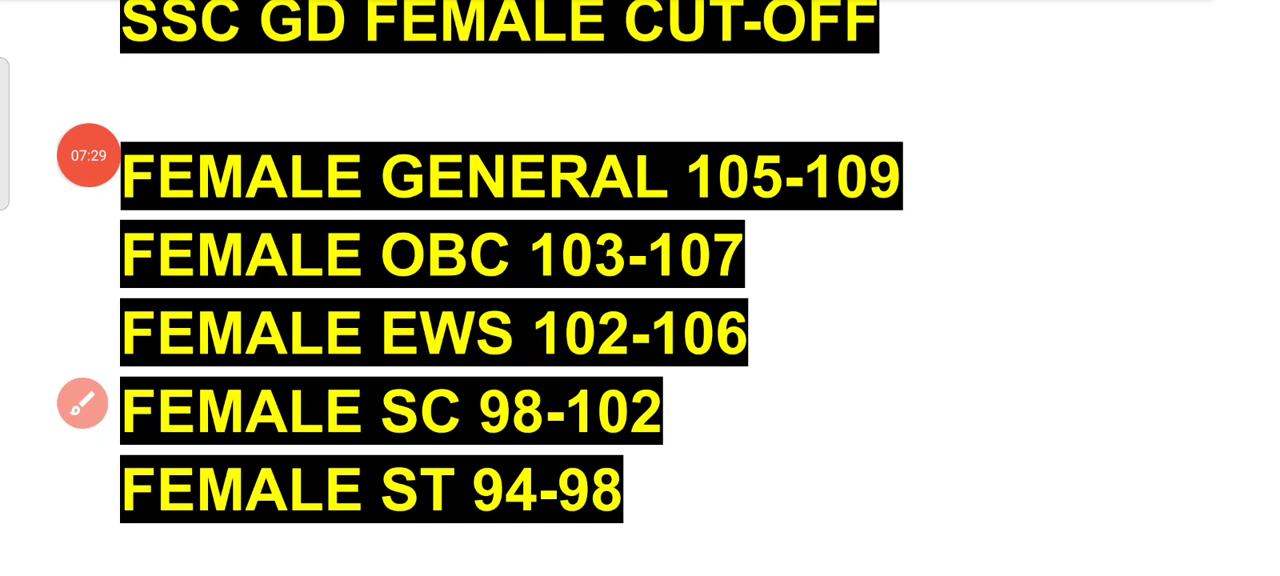 SSC GD FEMALE CUT-OFF
07:29
FEMALE GENERAL 105-109
FEMALE OBC 103-107
FEMALE EWS 102-106
FEMALE SC 98-102
FEMALE ST 94-98